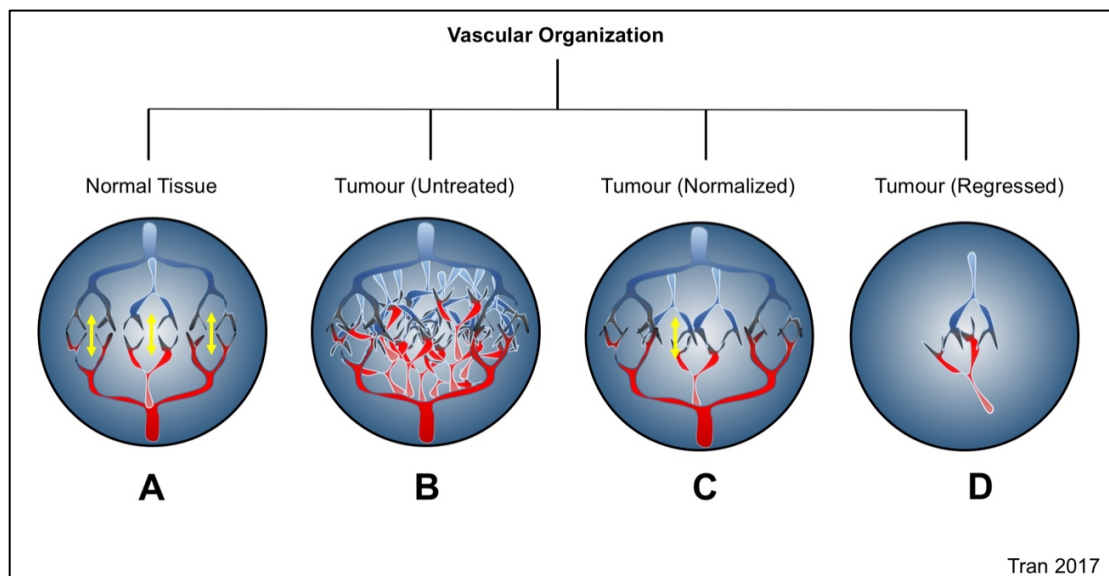 Vascular Organization
Normal Tissue
Tumour (Untreated)
Tumour (Normalized)
Tumour (Regressed)
A
B
C
D
Tran 2017